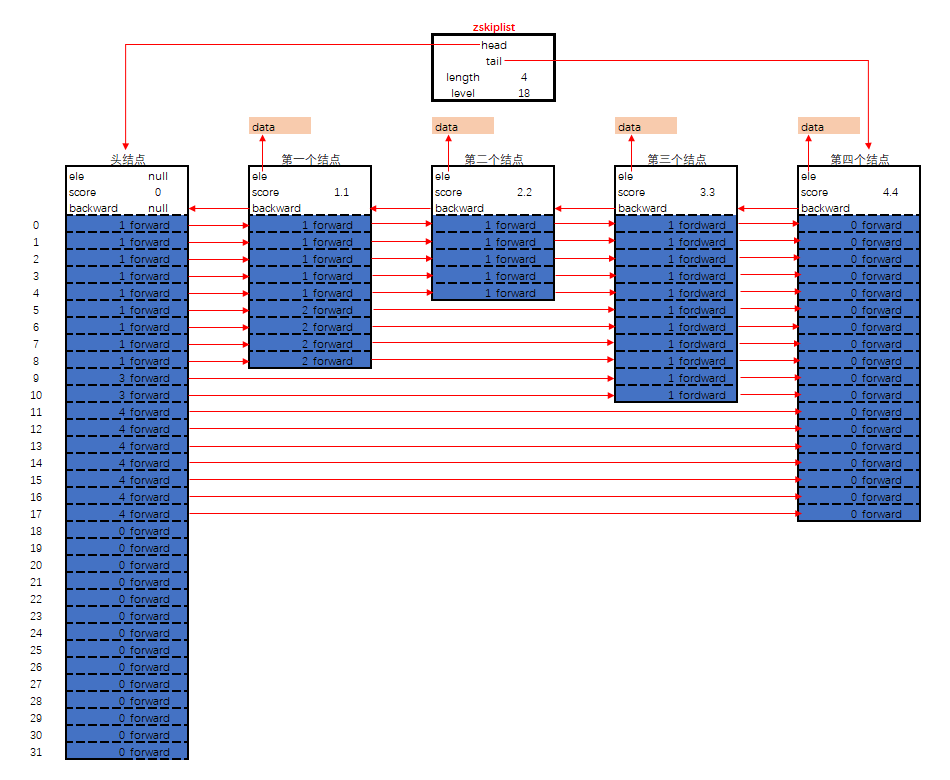 zskiplist
head
tail
length 4
level 18
data data data data
头结点 第一个结点 第二个结点 第三个结点 第四个结点
ele null ele ele ele ele
score 0 score 1.1 score 2.2 score 3.3 score 4.4
backward null backward backward backward backward
0 1 forward 1 forward 1 forward 1 fordward 0 forward
1 1 forward 1 forward 1 forward 1 fordward 0 forward
2 1 forward 1 forward 1 forward 1 fordward 0 forward
3 1 forward 1 forward 1 forward 1 fordward 0 forward
4 1 forward 1 forward 1 forward 1 fordward 0 forward
5 1 forward 2 forward 1 fordward 0 forward
6 1 forward 2 forward 1 fordward 0 forward
7 1 forward 2 forward 1 fordward 0 forward
8 1 forward 2 forward 1 fordward 0 forward
9 3 forward 1 fordward 0 forward
10 3 forward 1 fordward 0 forward
11 4 forward 0 forward
12 4 forward 0 forward
13 4 forward 0 forward
14 4 forward 0 forward
15 4 forward 0 forward
16 4 forward 0 forward
17 4 forward 0 forward
18 0 forward
19 0 forward
20 0 forward
21 0 forward
22 0 forward
23 0 forward
24 0 forward
25 0 forward
26 0 forward
27 0 forward
28 0 forward
29 0 forward
30 0 forward
31 0 forward